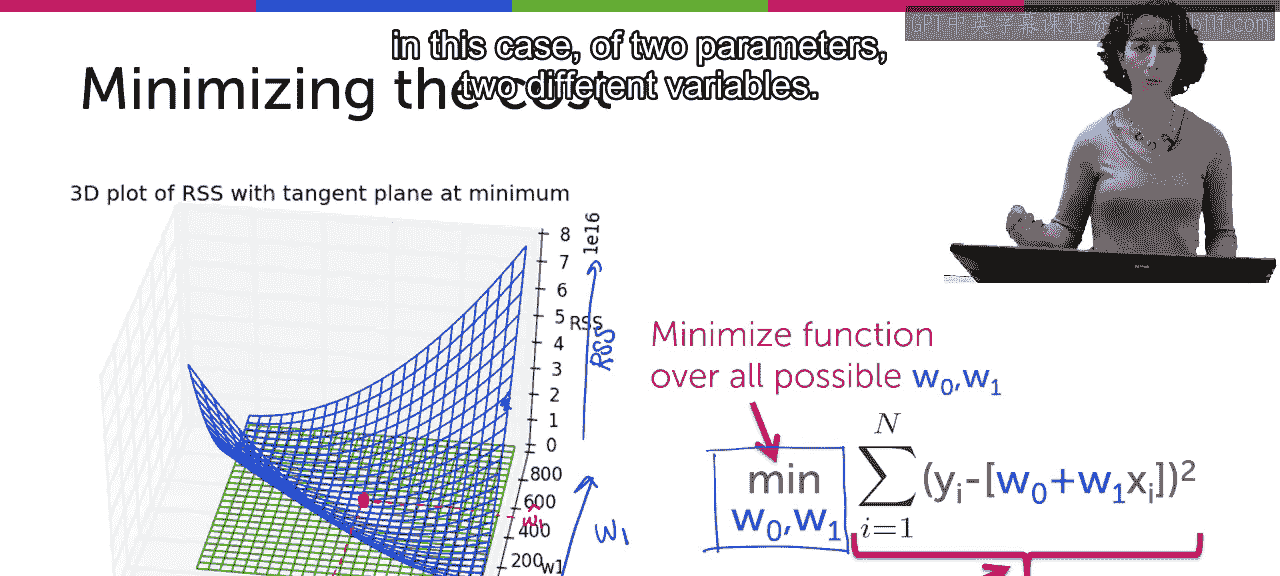 in this case, of two parameters,
two different variables.
Minimizing the cost
3D plot of RSS with tangent plane at minimum
8
7
6
5
4
3
2
1
0
1e16
RSS
RSS
800
600
400
200
w1
w1
Minimize function
over all possible w0,w1
min
w0,w1
N
∑
i=1
(yi-[w0+w1xi])2